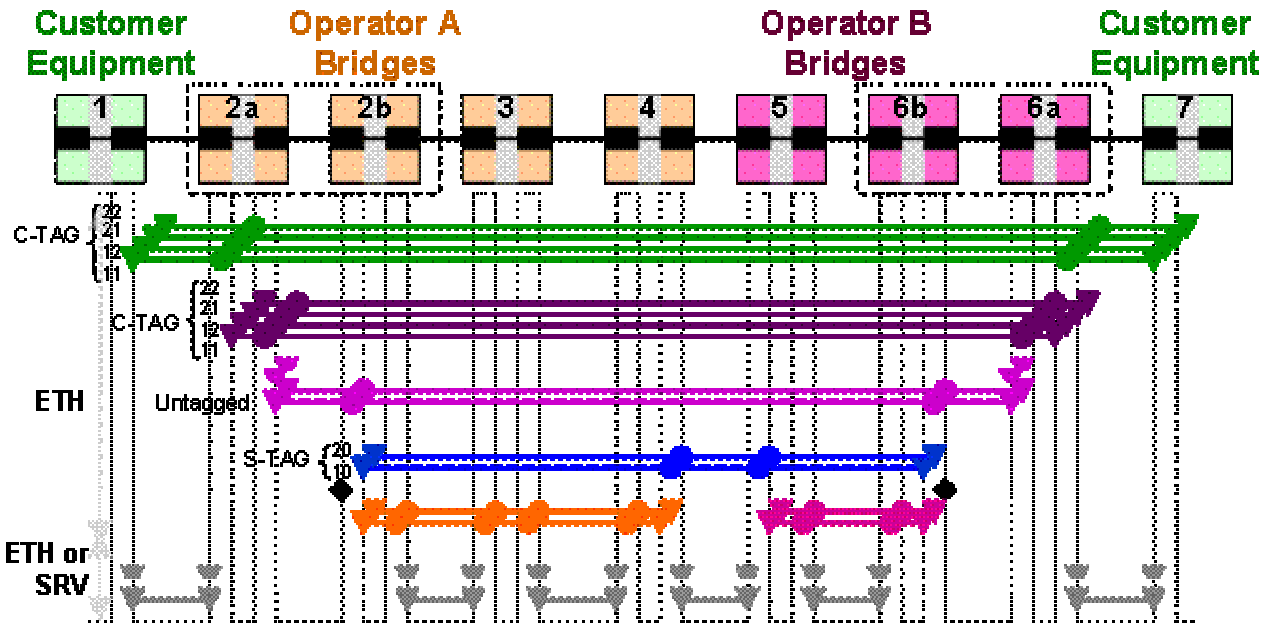 Customer
Equipment
Operator A
Bridges
Operator B
Bridges
Customer
Equipment
1
2a
2b
3
4
5
6b
6a
7
C-TAG
22
21
12
11
C-TAG
22
21
12
11
ETH
Untagged
S-TAG
20
10
ETH or
SRV